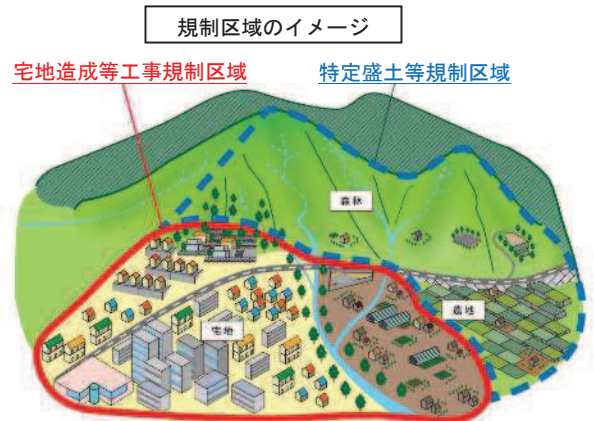 規制区域のイメージ
宅地造成等工事規制区域
特定盛土等規制区域
森林
農地
宅地